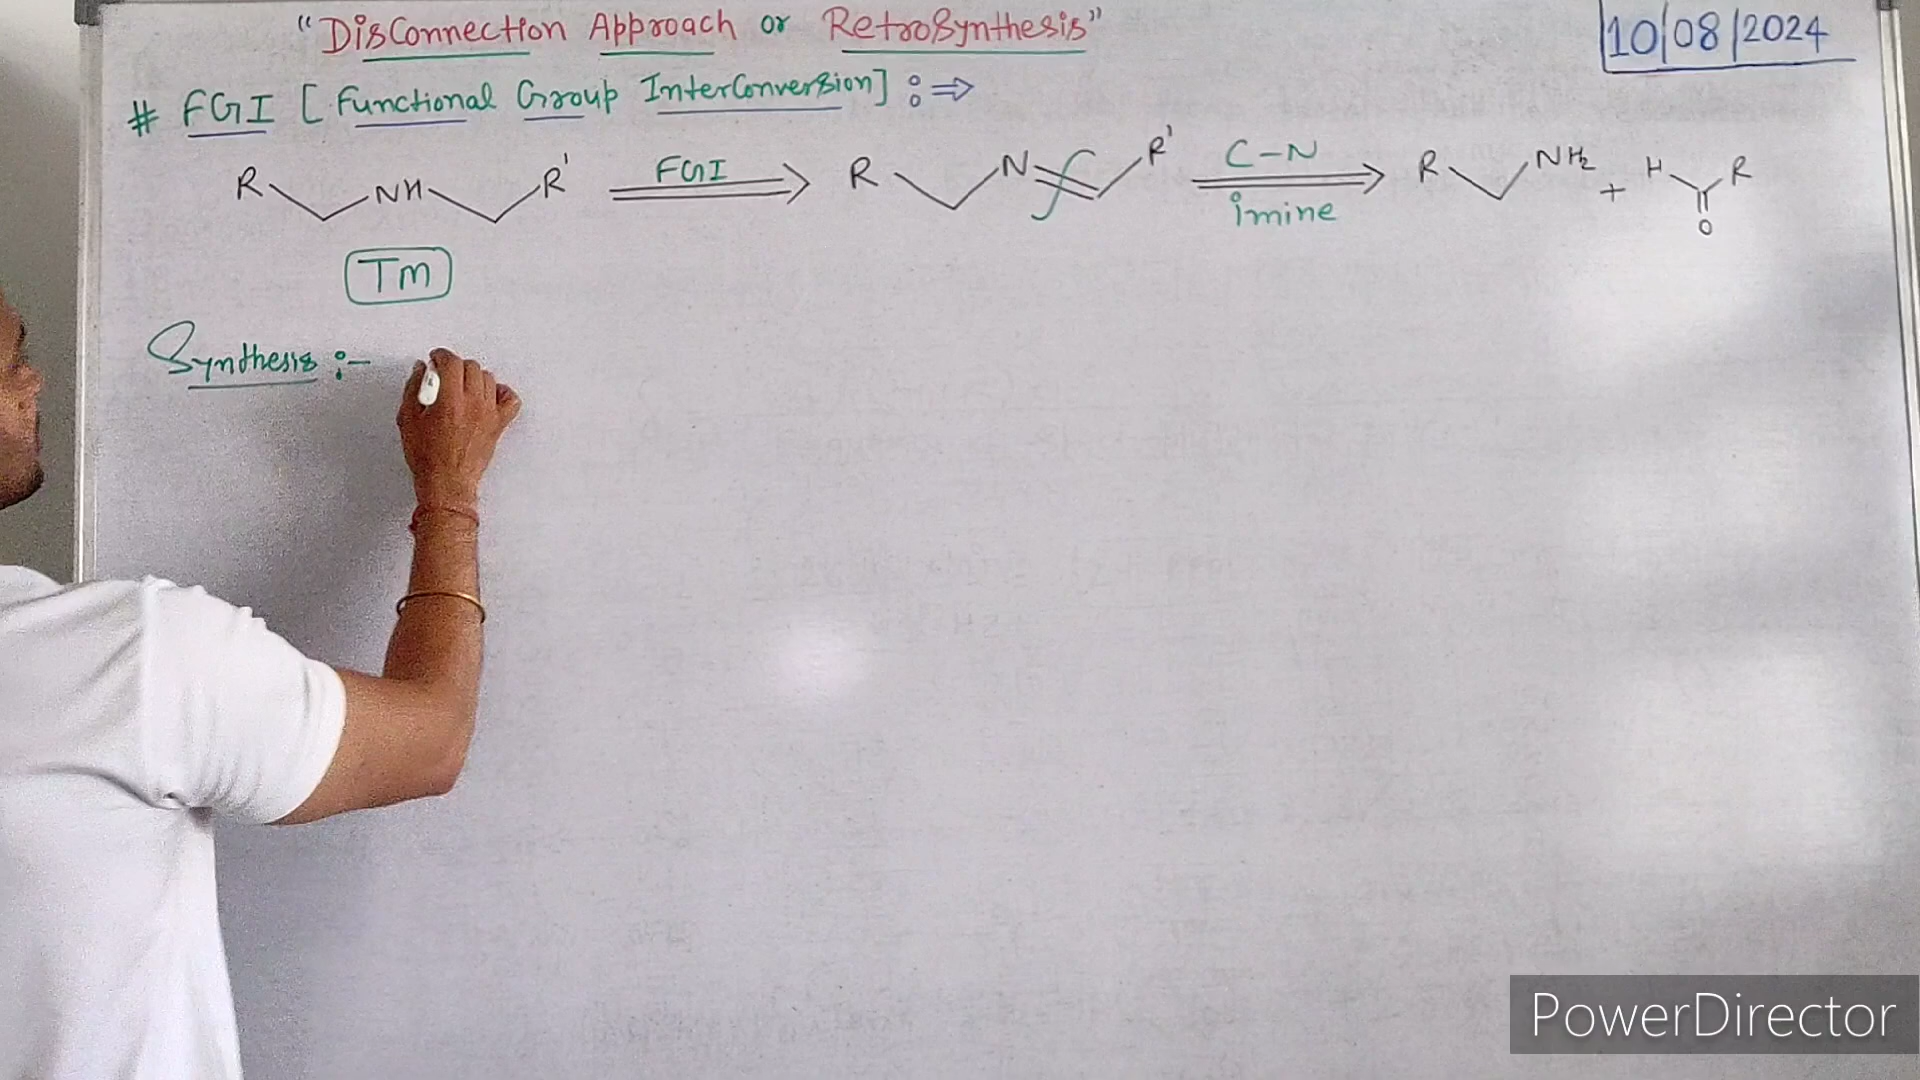 "Disconnection Approach or Retrosynthesis"
10/08/2024
# FGI [Functional Group InterConversion] :⇒
R NH R' FGI R N R' C-N imine R NH2 + H O R
TM
Synthesis :-
PowerDirector